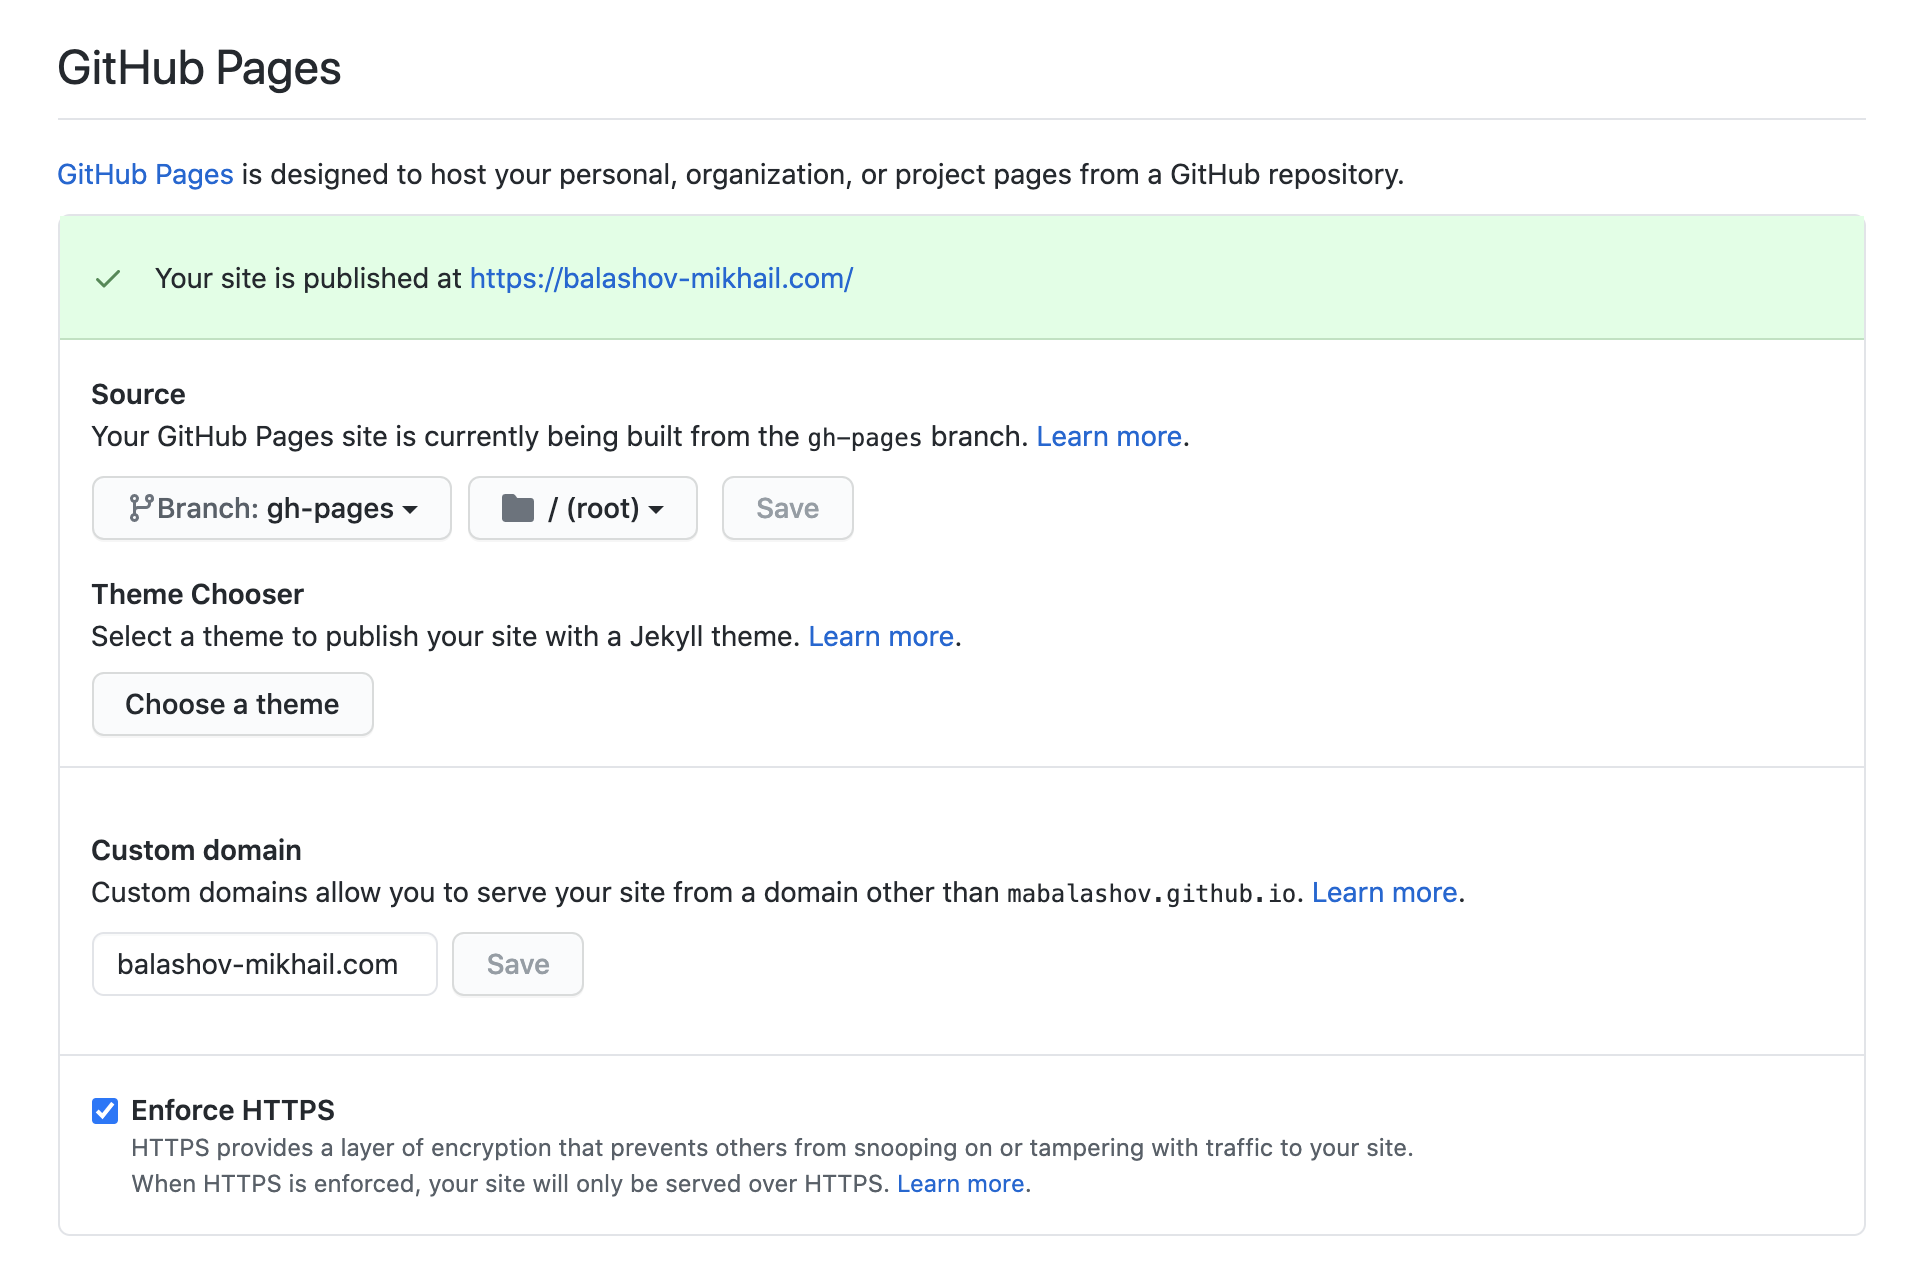 GitHub Pages
GitHub Pages is designed to host your personal, organization, or project pages from a GitHub repository.
Your site is published at https://balashov-mikhail.com/
Source
Your GitHub Pages site is currently being built from the gh-pages branch. Learn more.
Branch: gh-pages / (root) Save
Theme Chooser
Select a theme to publish your site with a Jekyll theme. Learn more.
Choose a theme
Custom domain
Custom domains allow you to serve your site from a domain other than mabalashov.github.io. Learn more.
balashov-mikhail.com Save
Enforce HTTPS
HTTPS provides a layer of encryption that prevents others from snooping on or tampering with traffic to your site.
When HTTPS is enforced, your site will only be served over HTTPS. Learn more.